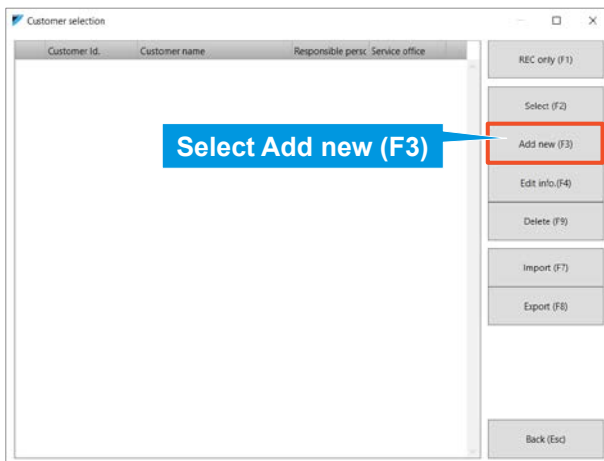 Customer selection
Customer Id. Customer name Responsible persc Service office
REC only (F1)
Select (F2)
Select Add new (F3)
Add new (F3)
Edit info.(F4)
Delete (F9)
Import (F7)
Export (F8)
Back (Esc)